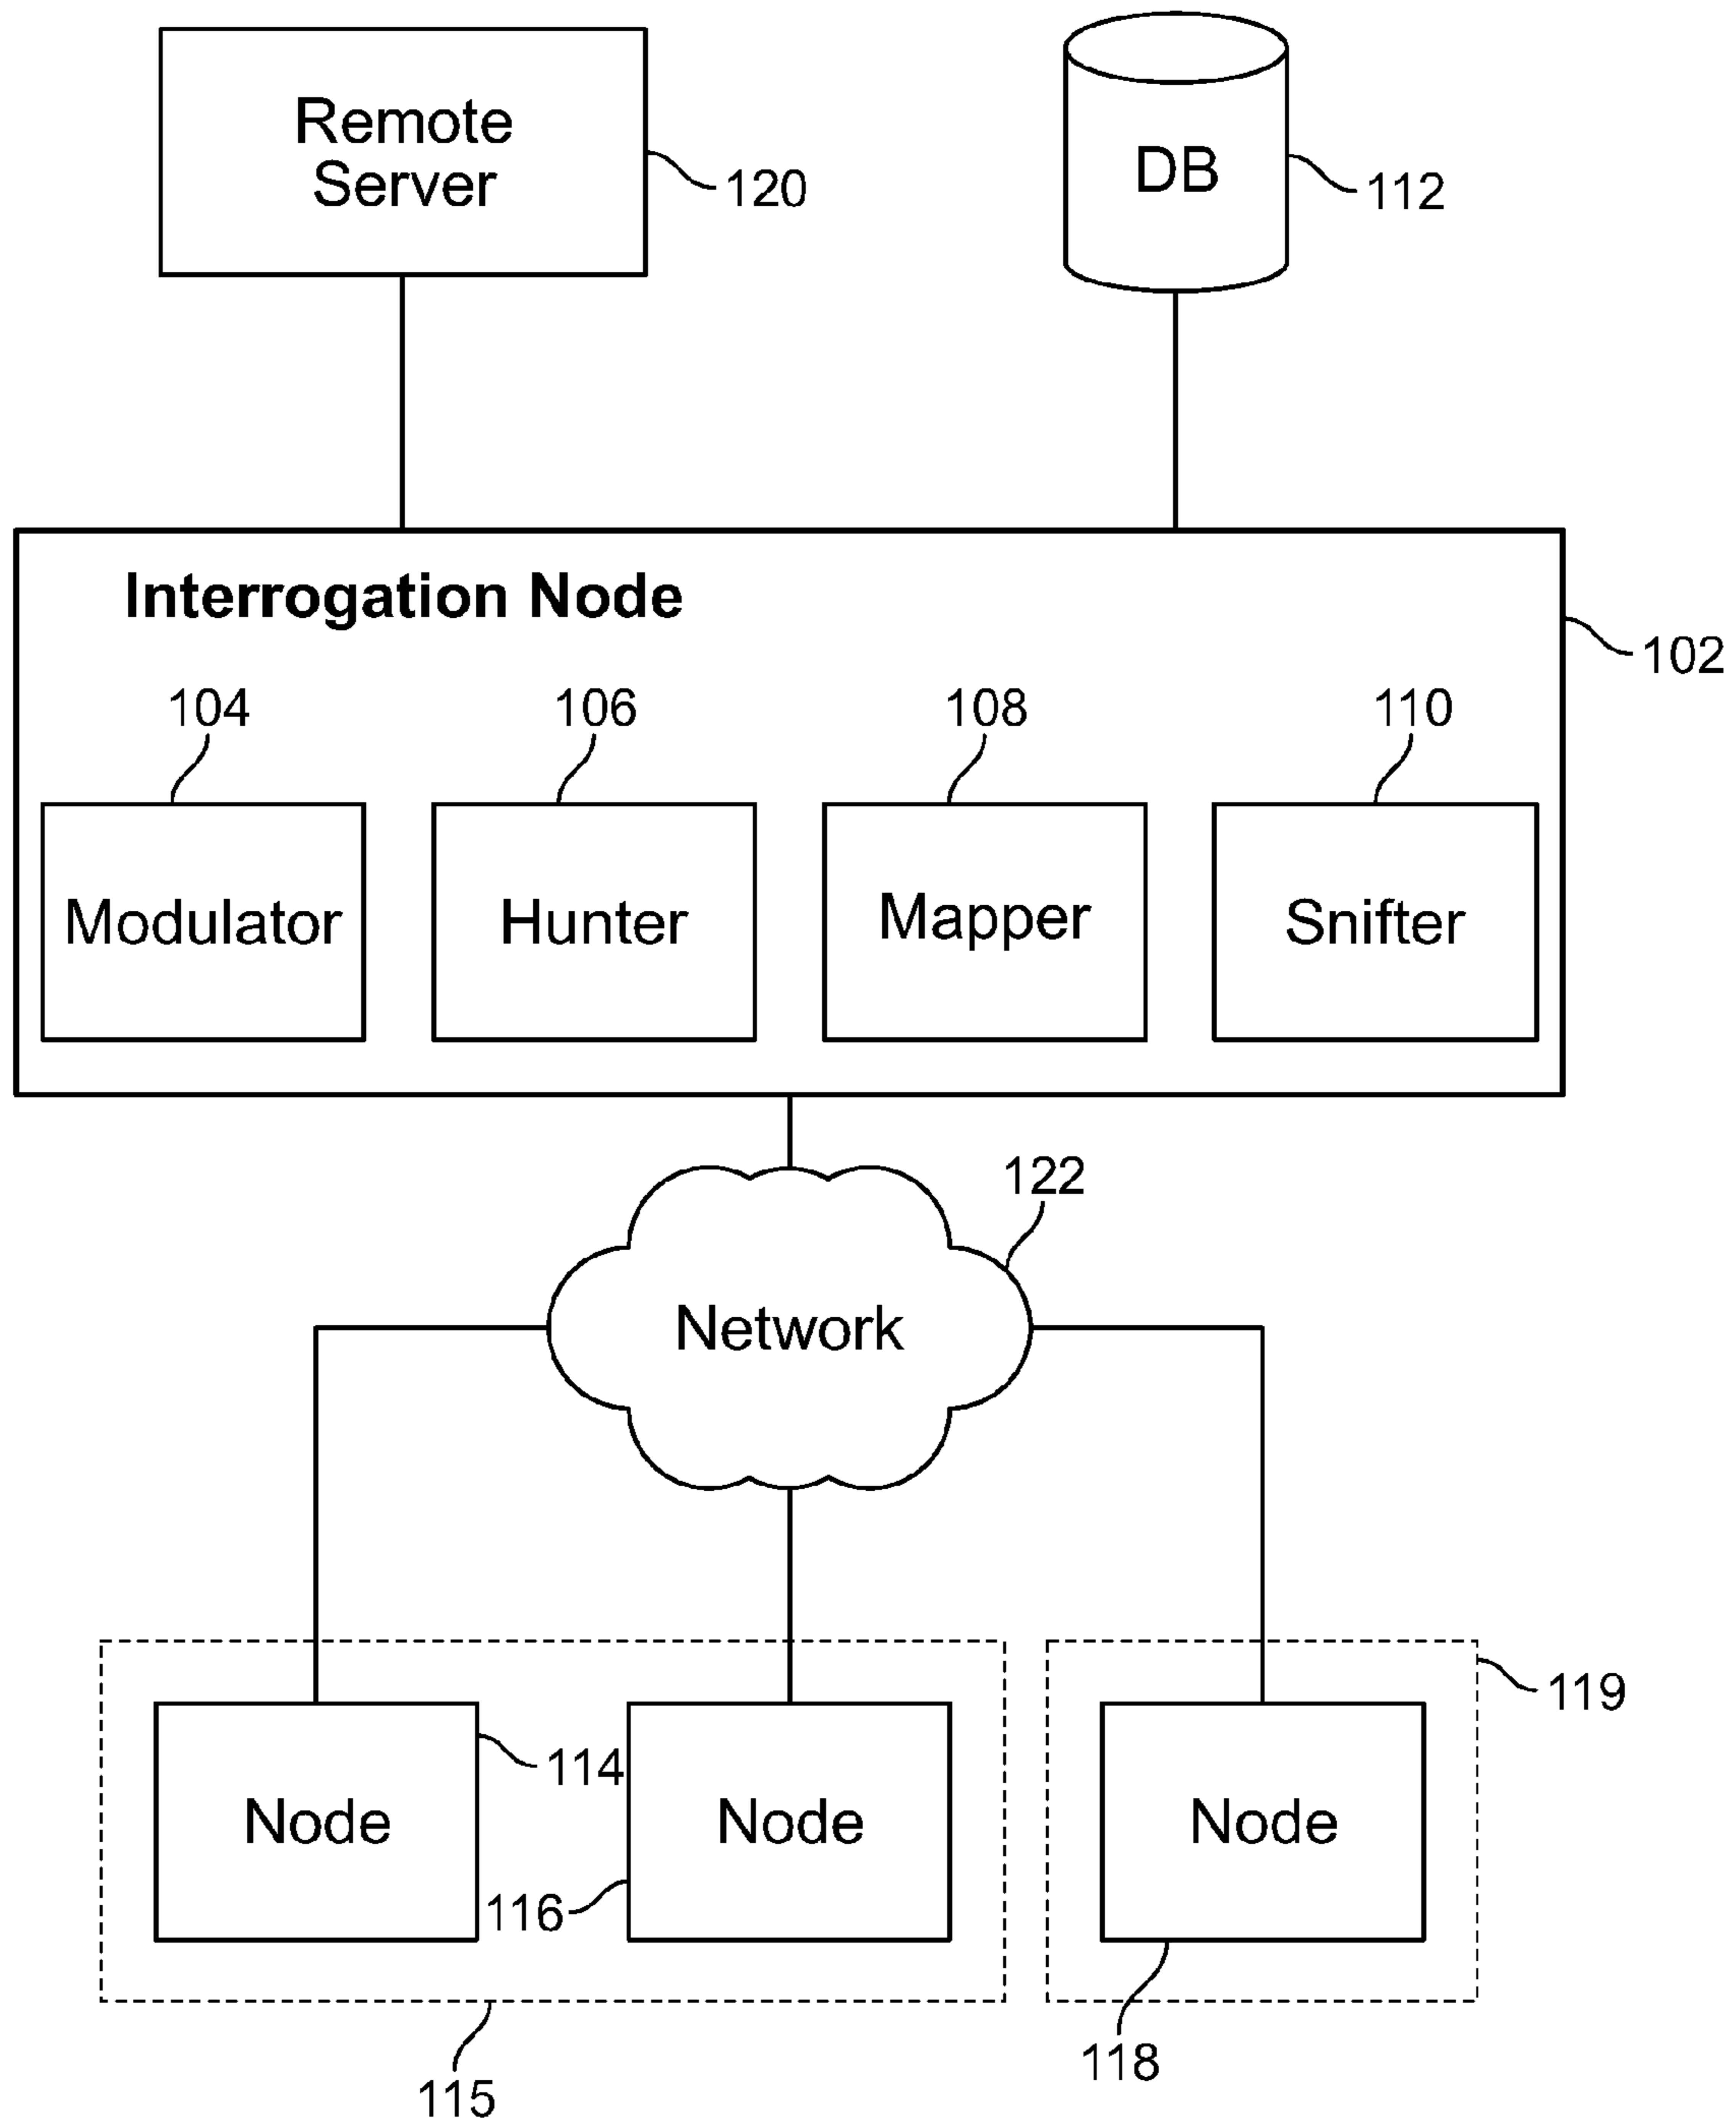 Remote
Server
120
DB
112
Interrogation Node
102
104
106
108
110
Modulator
Hunter
Mapper
Snifter
122
Network
119
114
Node
Node
Node
116
118
115